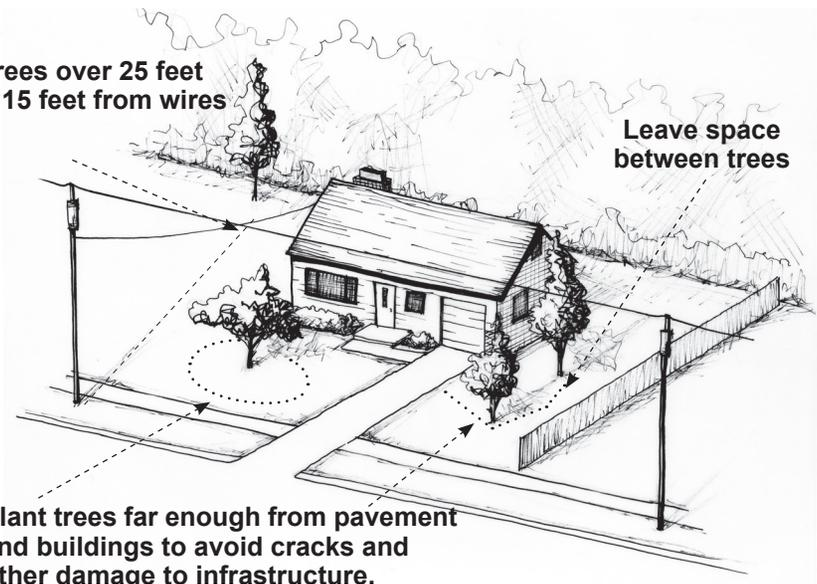 rees over 25 feet
15 feet from wires
Leave space
between trees
lant trees far enough from pavement
nd buildings to avoid cracks and
ther damage to infrastructure.